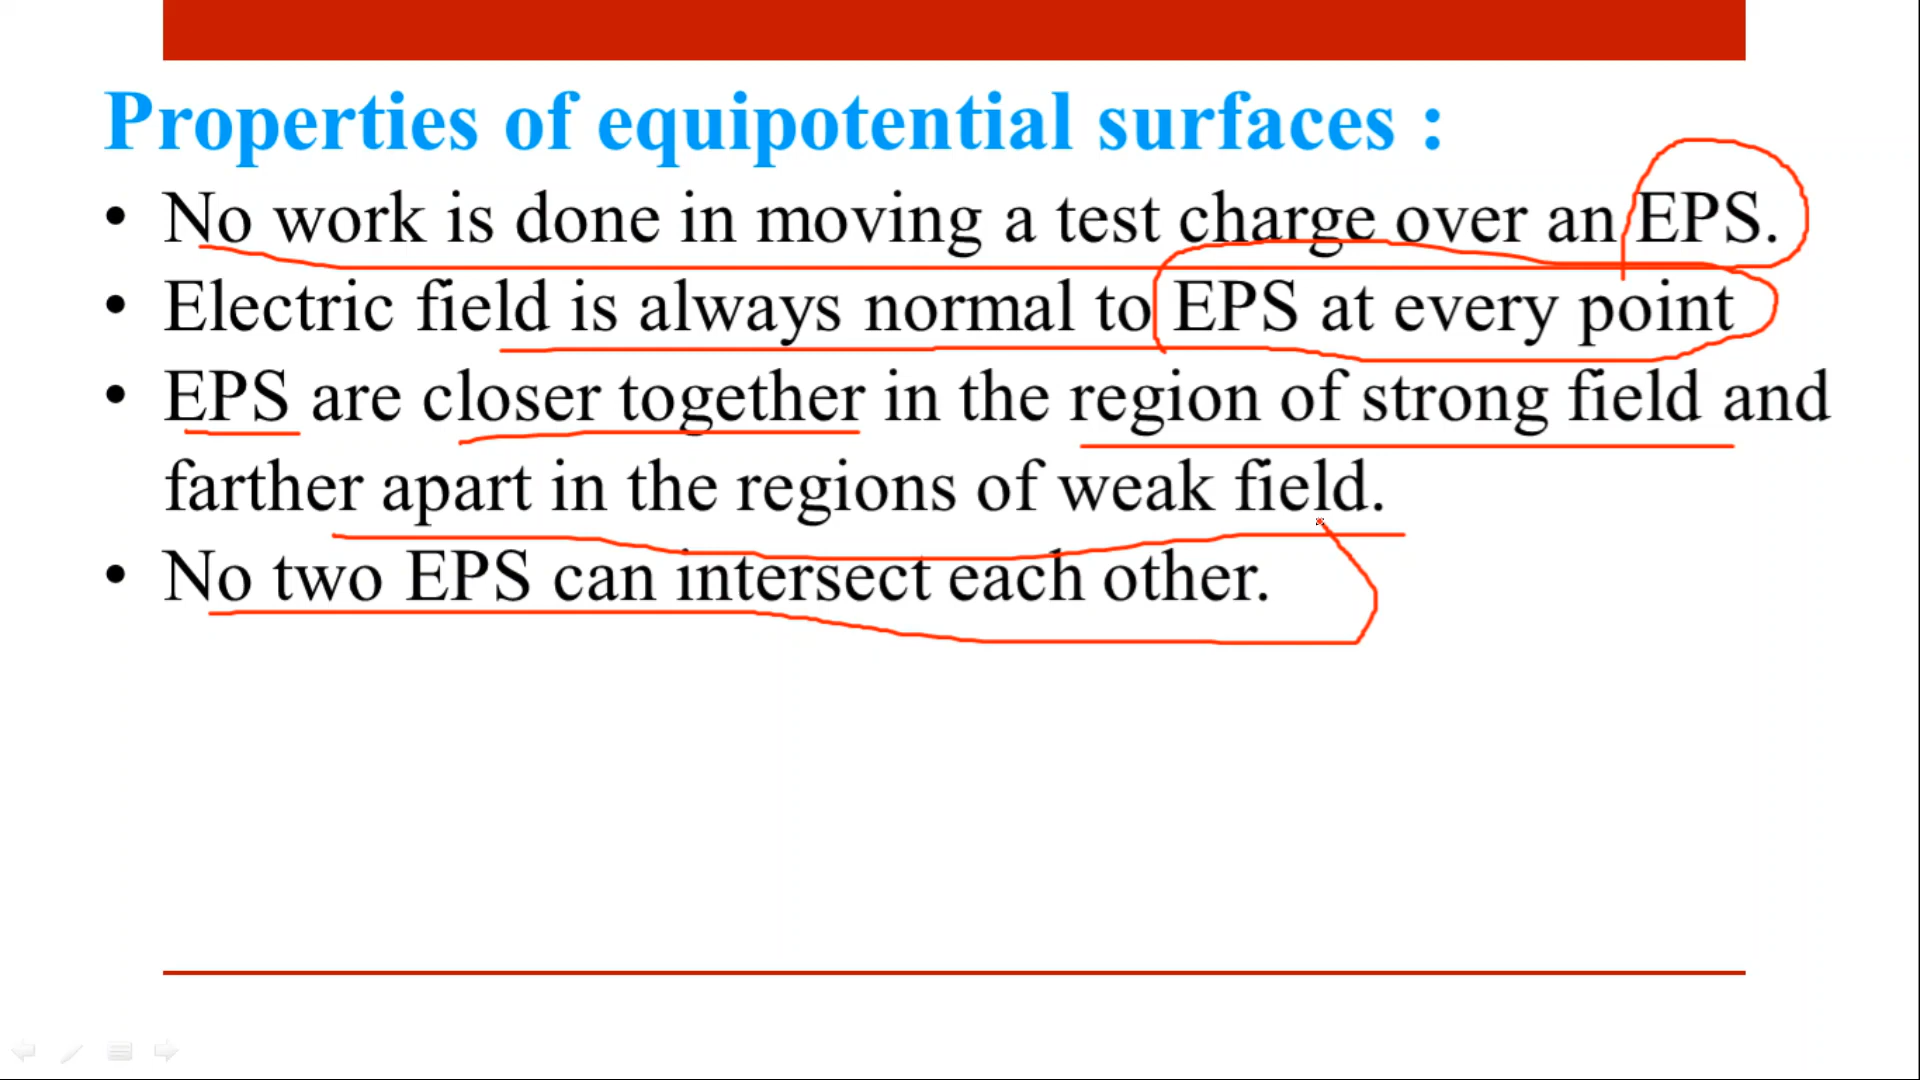 Properties of equipotential surfaces :
• No work is done in moving a test charge over an EPS.
• Electric field is always normal to EPS at every point
• EPS are closer together in the region of strong field and
farther apart in the regions of weak field.
• No two EPS can intersect each other.